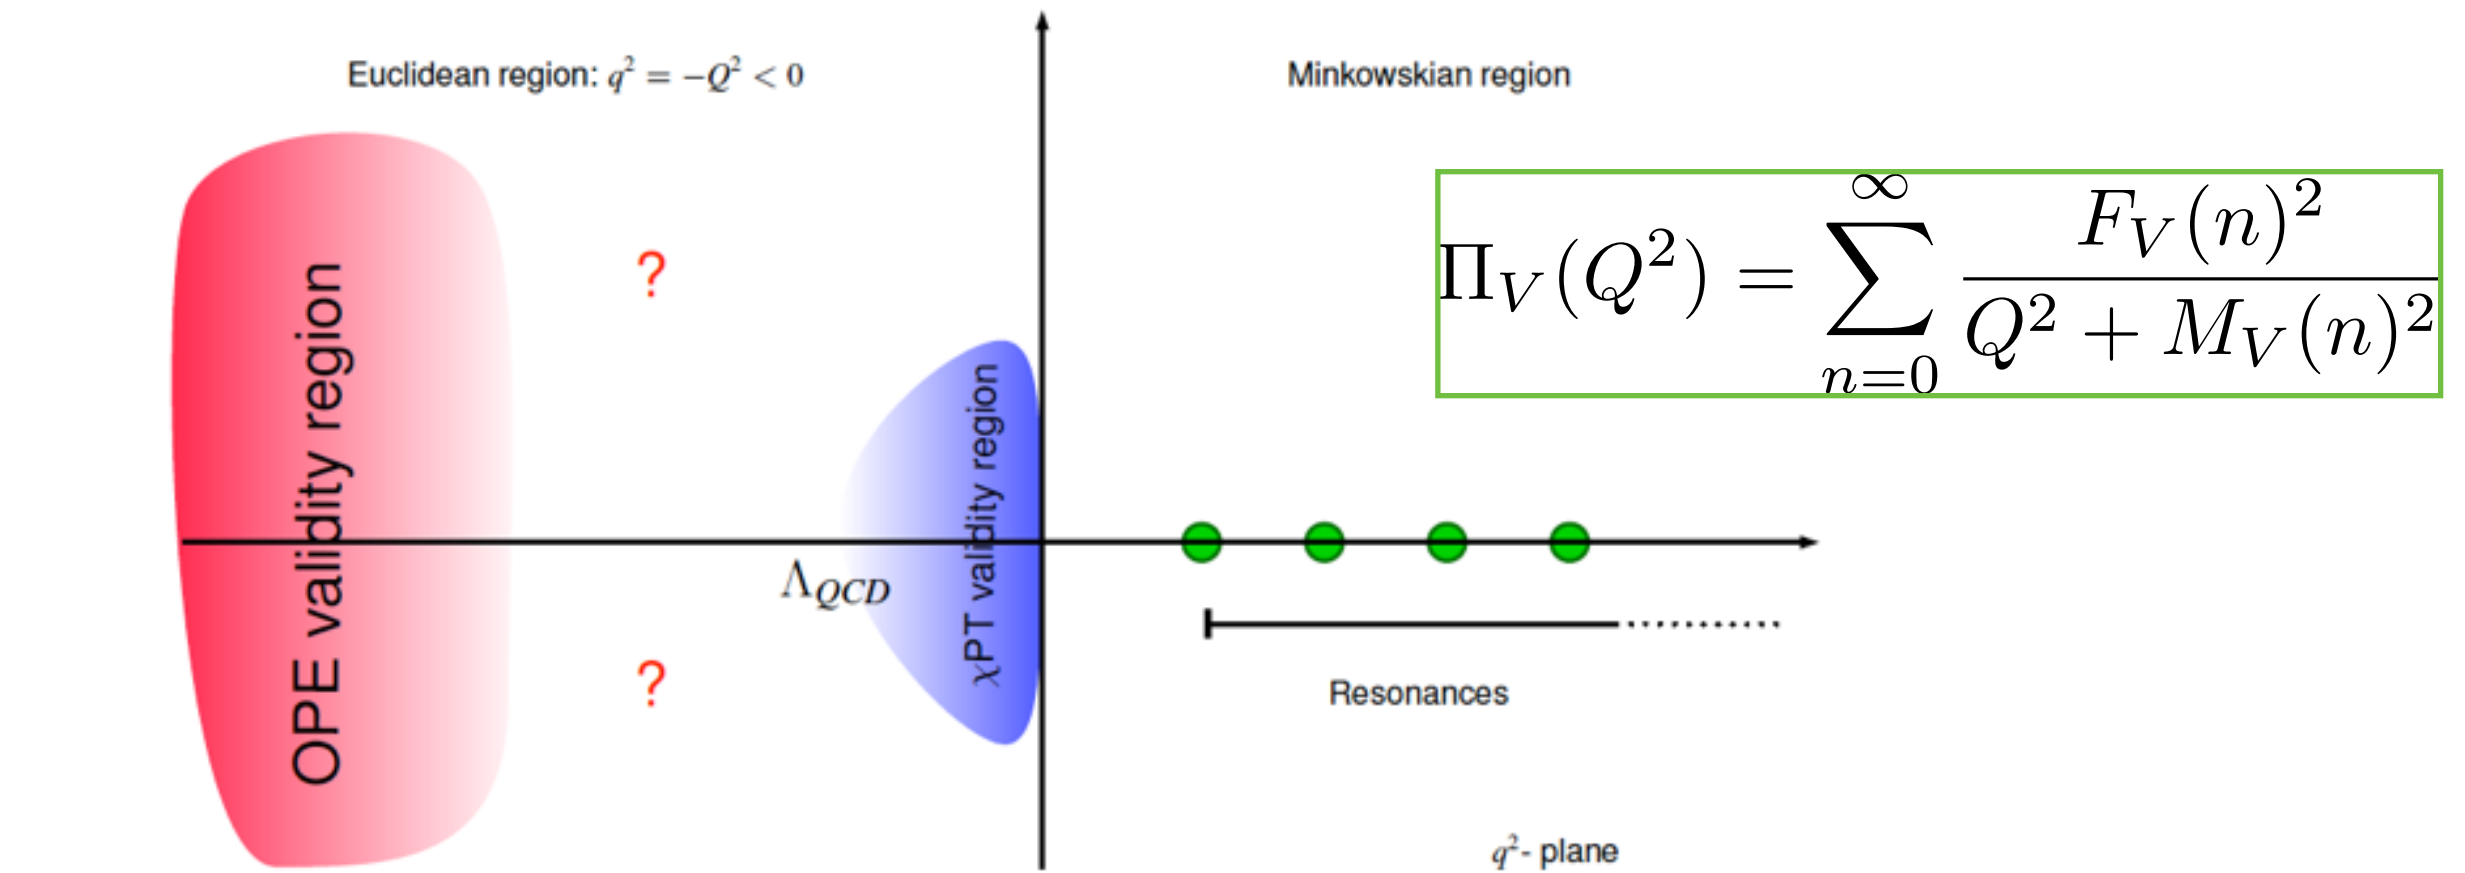 Euclidean region: q² = −Q² < 0
Minkowskian region
Π_V(Q²) = ∑_{n=0}^{∞} F_V(n)² / (Q² + M_V(n)²)
?
OPE validity region
χPT validity region
Λ_QCD
?
Resonances
q²- plane